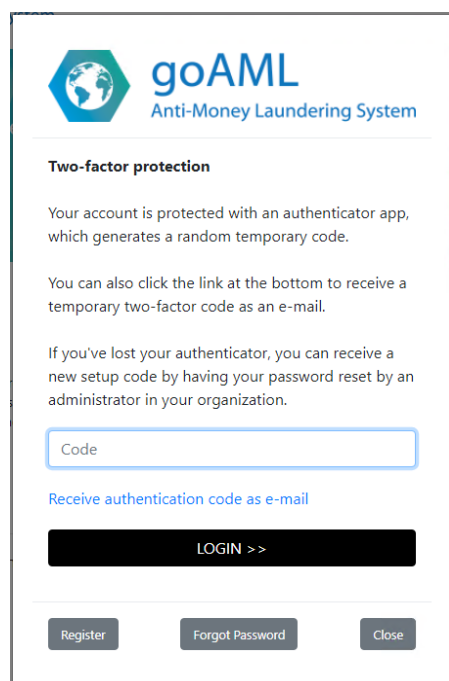 goAML
Anti-Money Laundering System
Two-factor protection
Your account is protected with an authenticator app,
which generates a random temporary code.
You can also click the link at the bottom to receive a
temporary two-factor code as an e-mail.
If you've lost your authenticator, you can receive a
new setup code by having your password reset by an
administrator in your organization.
Code
Receive authentication code as e-mail
LOGIN >>
Register Forgot Password Close